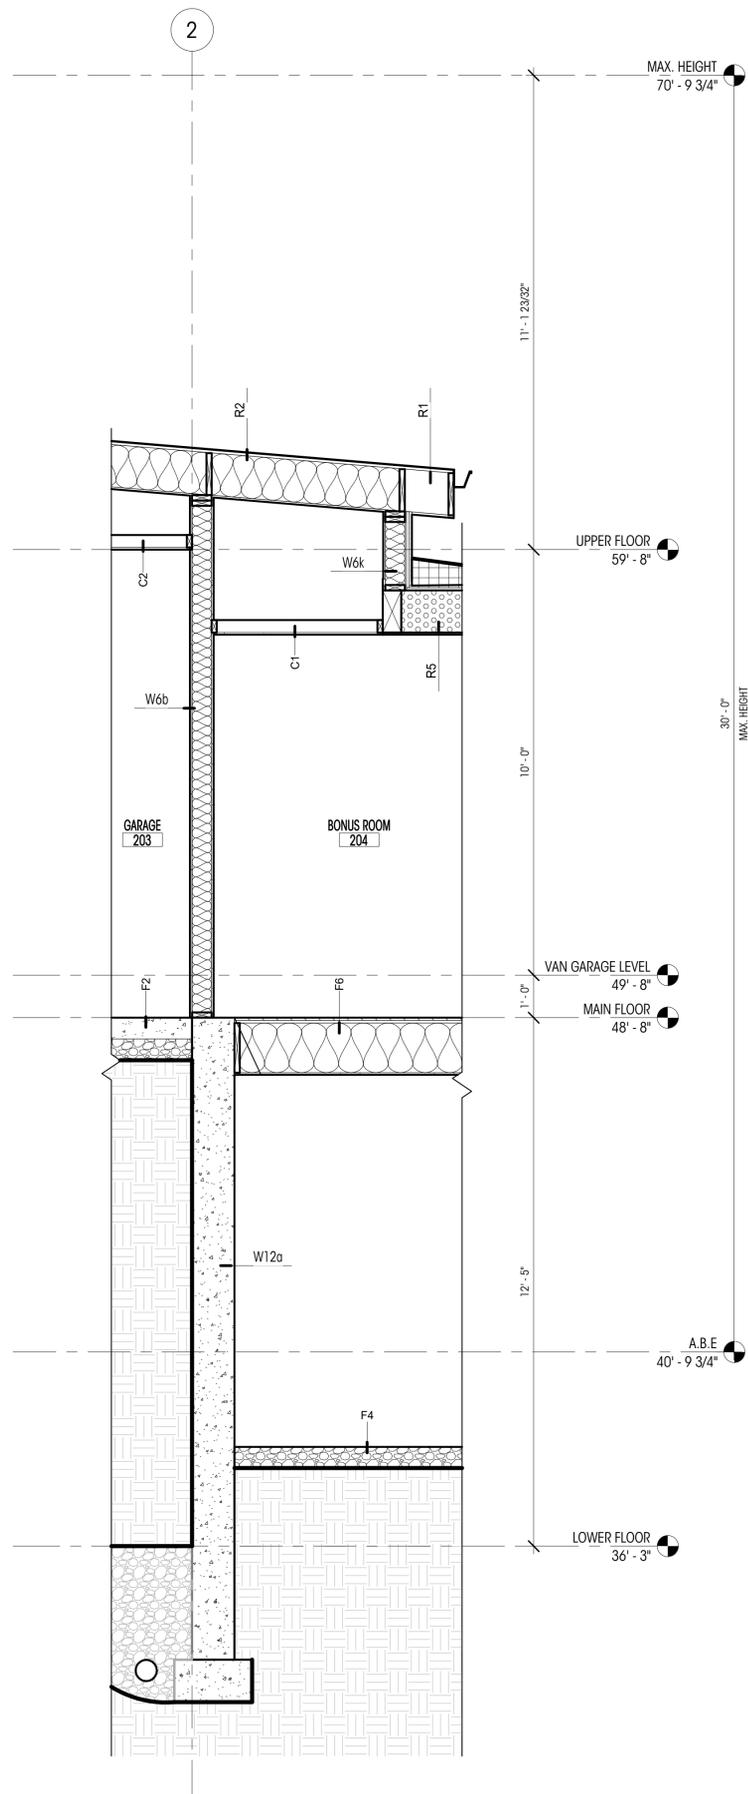 2
MAX. HEIGHT
70' - 9 3/4"
11' - 1 23/32"
R2
R1
UPPER FLOOR
59' - 8"
C2
W6k
C1
R5
W6b
30' - 0"
MAX. HEIGHT
10' - 0"
GARAGE
203
BONUS ROOM
204
VAN GARAGE LEVEL
49' - 8"
F2
F6
1' - 0"
MAIN FLOOR
48' - 8"
W12a
12' - 5"
A.B.E
40' - 9 3/4"
F4
LOWER FLOOR
36' - 3"